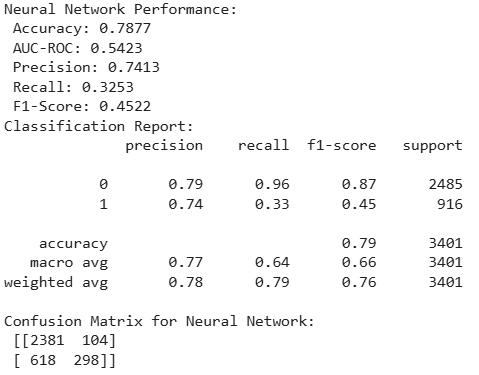 Neural Network Performance:
Accuracy: 0.7877
AUC-ROC: 0.5423
Precision: 0.7413
Recall: 0.3253
F1-Score: 0.4522
Classification Report:
precision recall f1-score support
0 0.79 0.96 0.87 2485
1 0.74 0.33 0.45 916
accuracy 0.79 3401
macro avg 0.77 0.64 0.66 3401
weighted avg 0.78 0.79 0.76 3401
Confusion Matrix for Neural Network:
[[2381 104]
[ 618 298]]